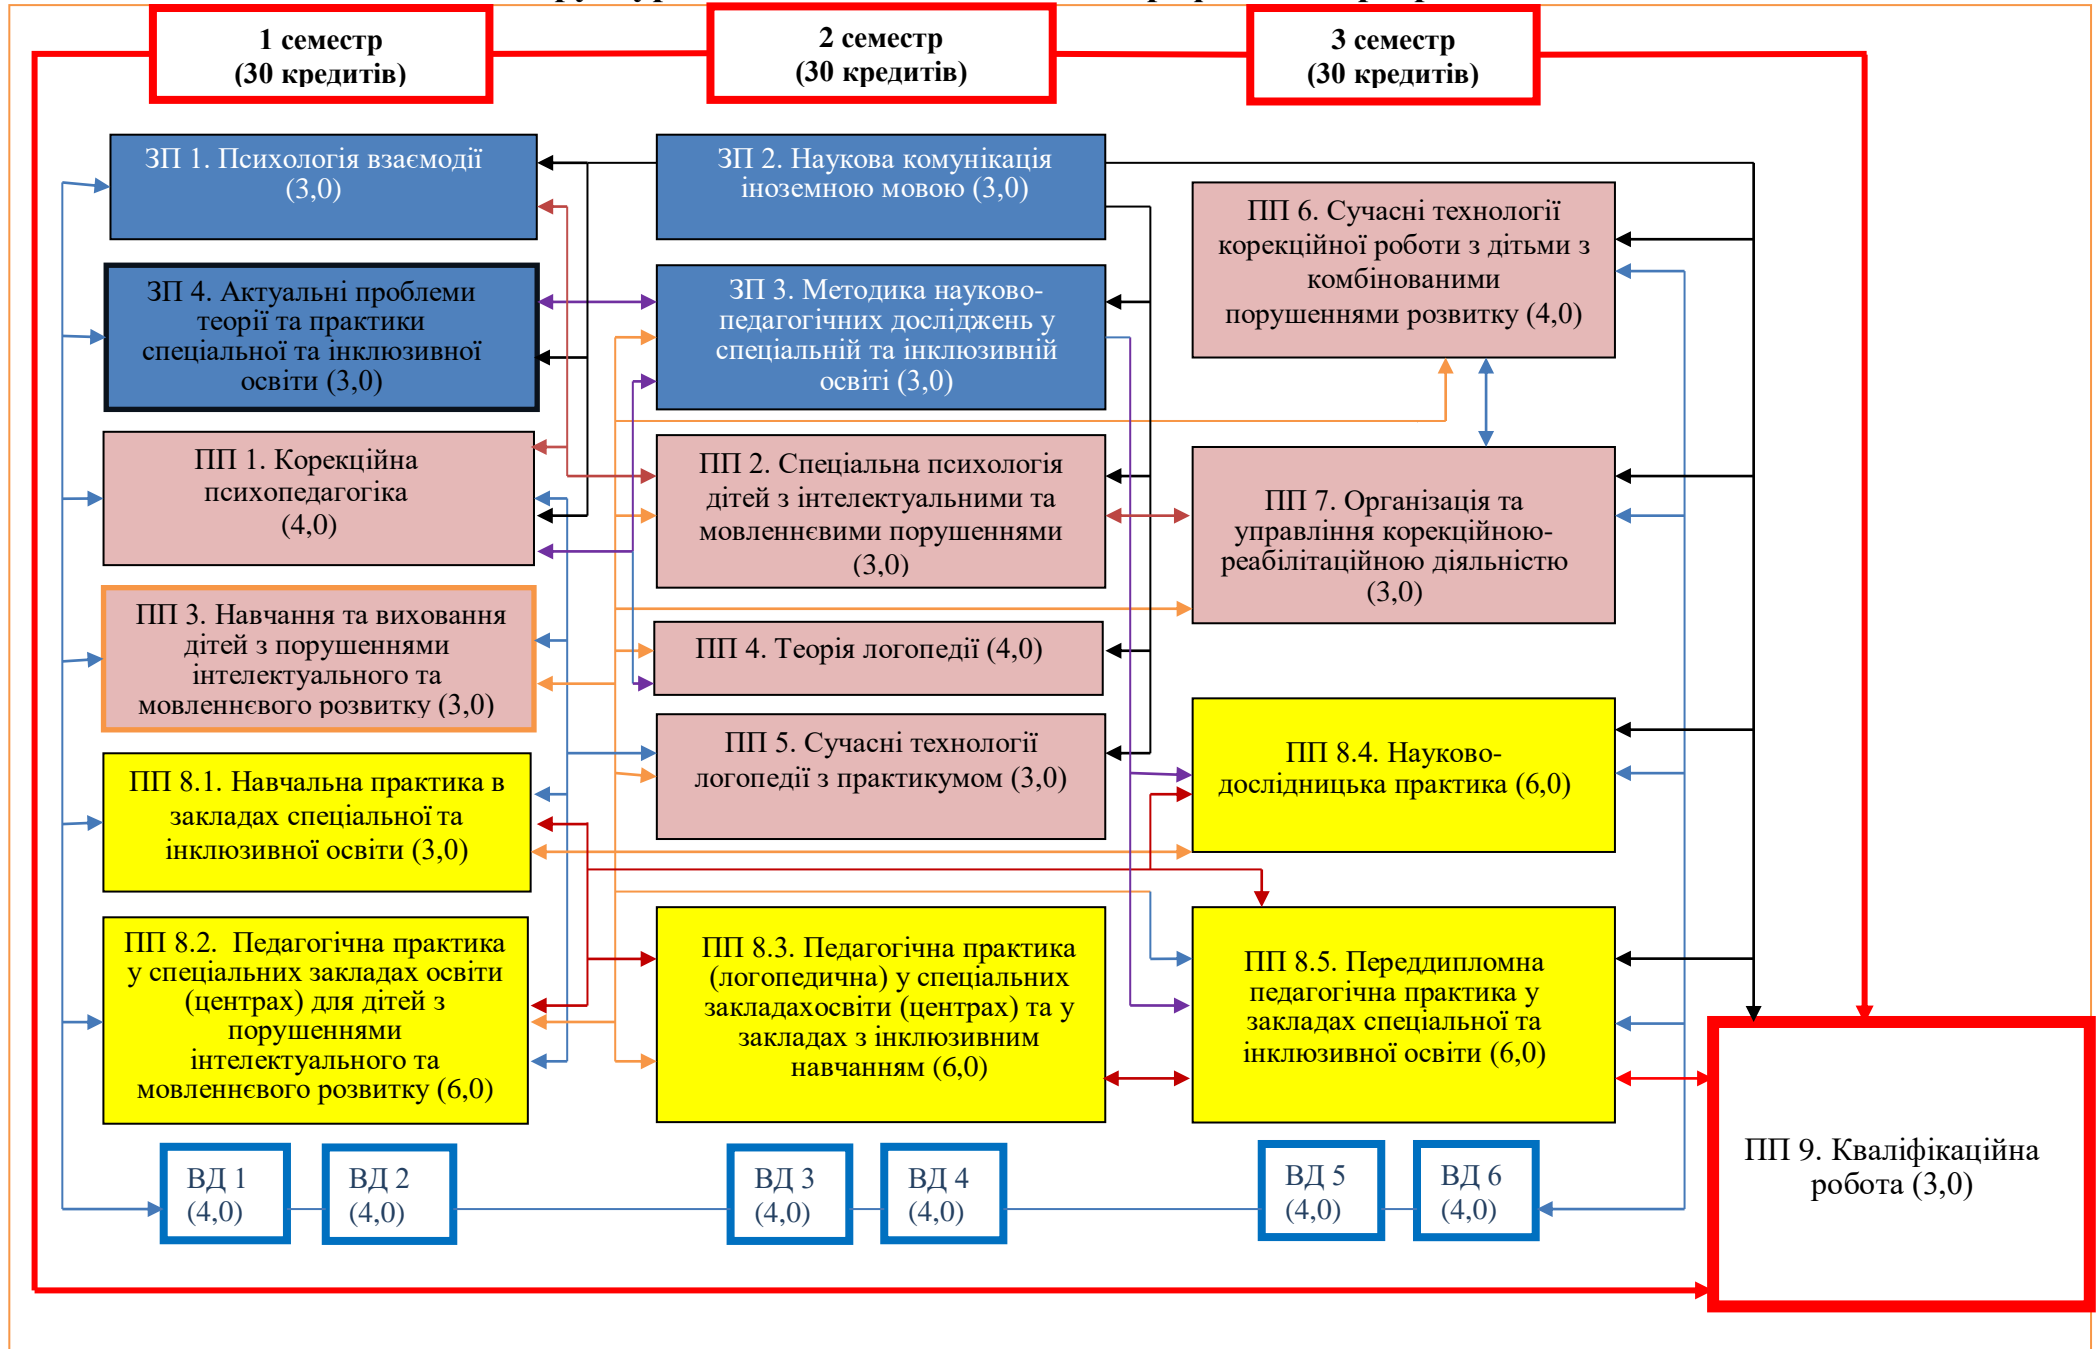 1 семестр
(30 кредитів)
2 семестр
(30 кредитів)
3 семестр
(30 кредитів)
ЗП 1. Психологія взаємодії
(3,0)
ЗП 2. Наукова комунікація
іноземною мовою (3,0)
ПП 6. Сучасні технології
корекційної роботи з дітьми з
комбінованими
порушеннями розвитку (4,0)
ЗП 4. Актуальні проблеми
теорії та практики
спеціальної та інклюзивної
освіти (3,0)
ЗП 3. Методика науково-
педагогічних досліджень у
спеціальній та інклюзивній
освіті (3,0)
ПП 1. Корекційна
психопедагогіка
(4,0)
ПП 2. Спеціальна психологія
дітей з інтелектуальними та
мовленнєвими порушеннями
(3,0)
ПП 7. Організація та
управління корекційною-
реабілітаційною діяльністю
(3,0)
ПП 3. Навчання та виховання
дітей з порушеннями
інтелектуального та
мовленнєвого розвитку (3,0)
ПП 4. Теорія логопедії (4,0)
ПП 5. Сучасні технології
логопедії з практикумом (3,0)
ПП 8.4. Науково-
дослідницька практика (6,0)
ПП 8.1. Навчальна практика в
закладах спеціальної та
інклюзивної освіти (3,0)
ПП 8.2.  Педагогічна практика
у спеціальних закладах освіти
(центрах) для дітей з
порушеннями
інтелектуального та
мовленнєвого розвитку (6,0)
ПП 8.3. Педагогічна практика
(логопедична) у спеціальних
закладахосвіти (центрах) та у
закладах з інклюзивним
навчанням (6,0)
ПП 8.5. Переддипломна
педагогічна практика у
закладах спеціальної та
інклюзивної освіти (6,0)
ВД 1
(4,0)
ВД 2
(4,0)
ВД 3
(4,0)
ВД 4
(4,0)
ВД 5
(4,0)
ВД 6
(4,0)
ПП 9. Кваліфікаційна
робота (3,0)